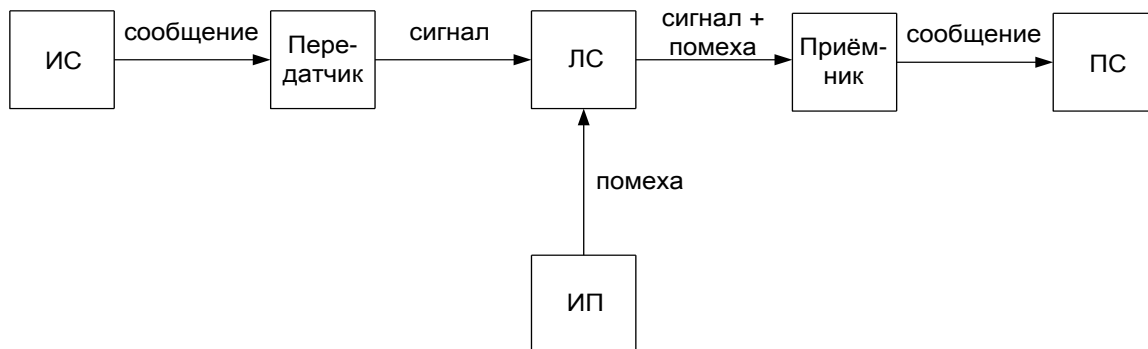 ИС
сообщение
Пере-
датчик
сигнал
ЛС
сигнал +
помеха
Приём-
ник
сообщение
ПС
помеха
ИП